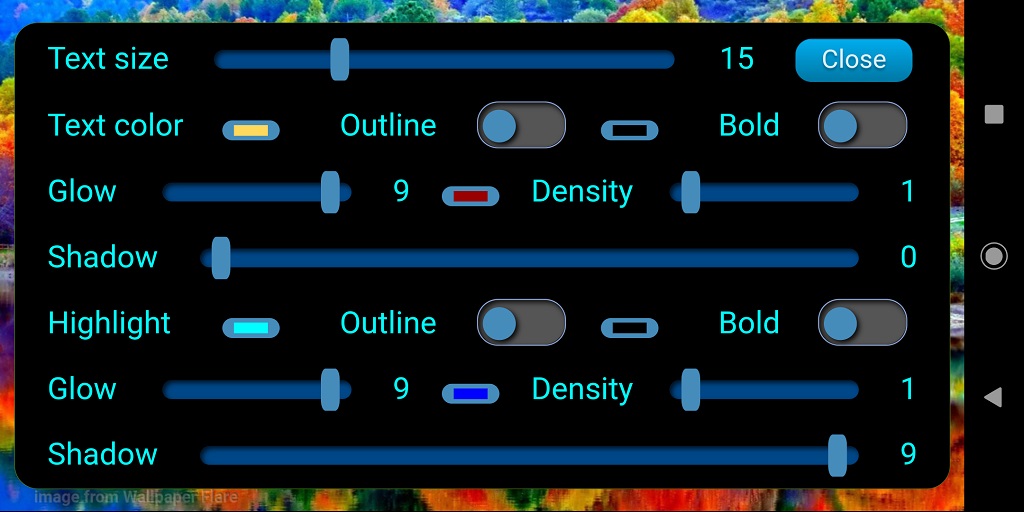 Text size 15 Close
Text color Outline Bold
Glow 9 Density 1
Shadow 0
Highlight Outline Bold
Glow 9 Density 1
Shadow 9
image from Wallpaper Flare